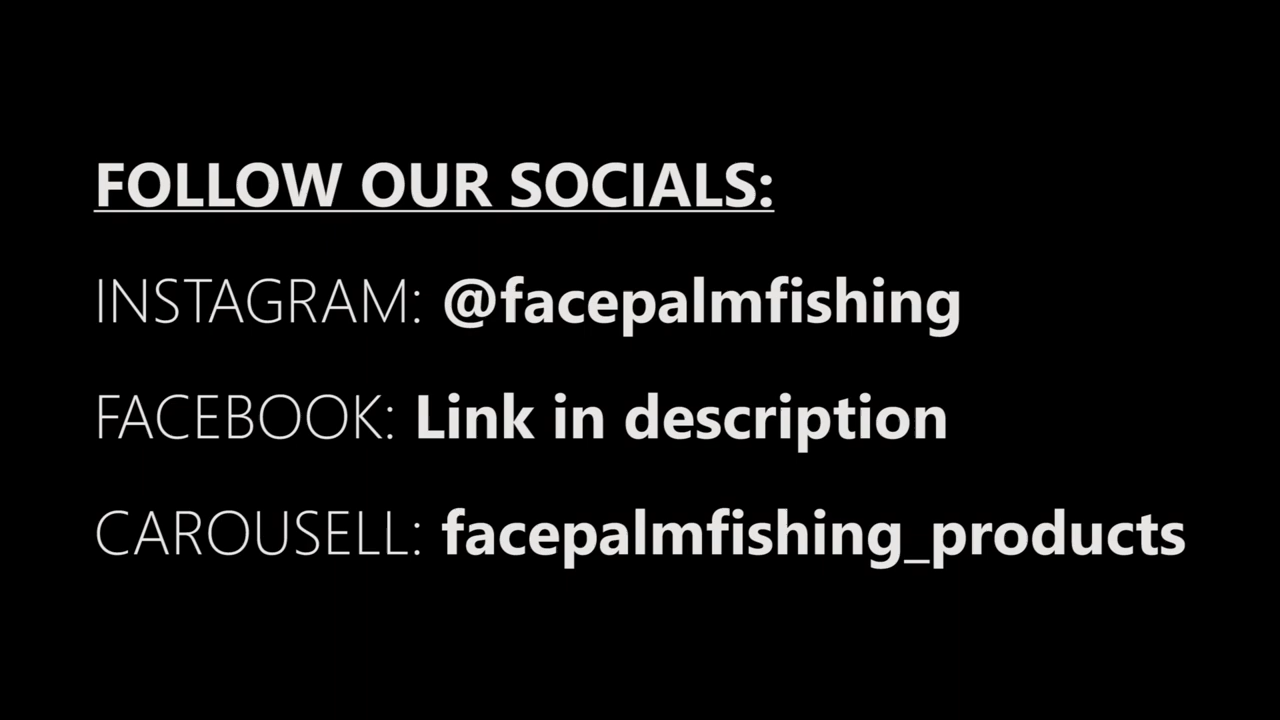 FOLLOW OUR SOCIALS:
INSTAGRAM: @facepalmfishing
FACEBOOK: Link in description
CAROUSELL: facepalmfishing_products